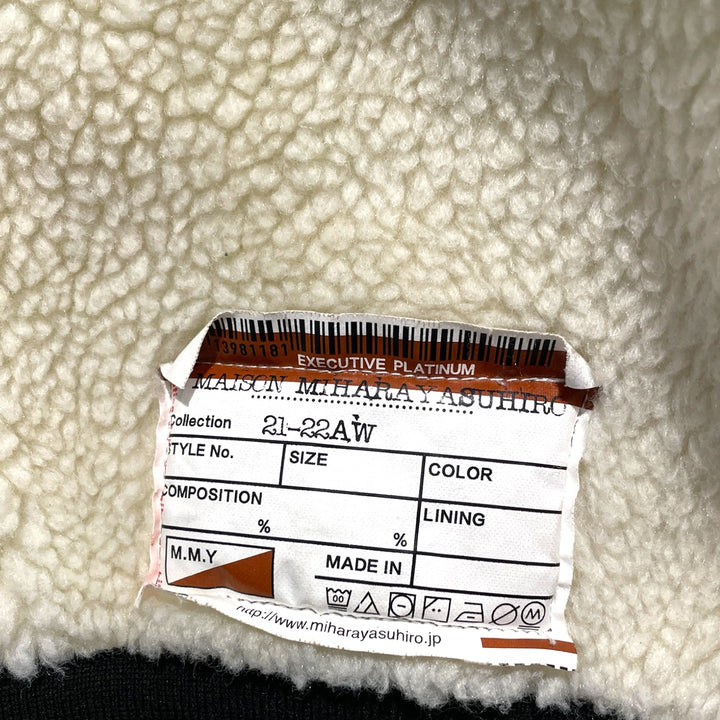 13981181
EXECUTIVE PLATINUM
MAISON MIHARAYASUHIRO
Collection 21-22AW
STYLE No. SIZE COLOR
COMPOSITION % % LINING
M.M.Y MADE IN
http://www.miharayasuhiro.jp